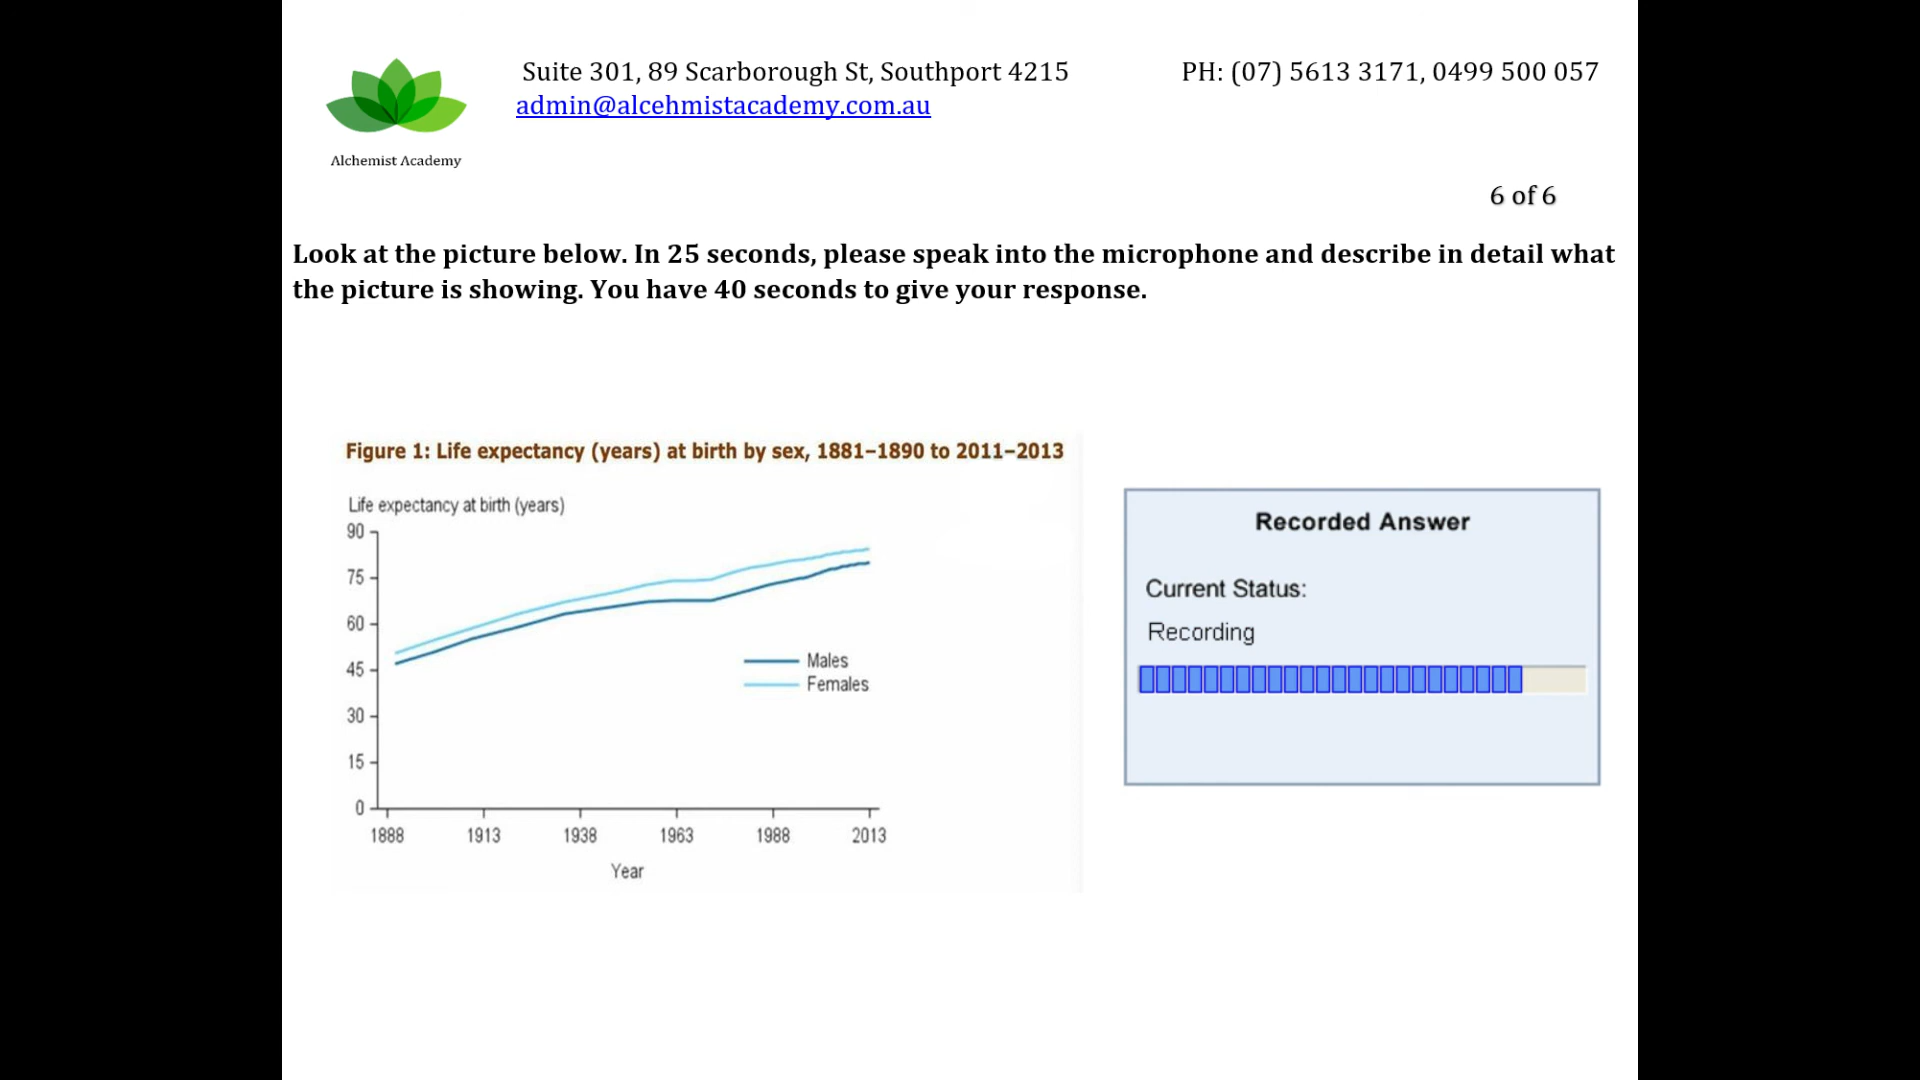 Suite 301, 89 Scarborough St, Southport 4215 PH: (07) 5613 3171, 0499 500 057
admin@alcehmistacademy.com.au
Alchemist Academy
6 of 6
Look at the picture below. In 25 seconds, please speak into the microphone and describe in detail what
the picture is showing. You have 40 seconds to give your response.
Figure 1: Life expectancy (years) at birth by sex, 1881–1890 to 2011–2013
Life expectancy at birth (years)
90
75
60
45
30
15
0
Males
Females
1888 1913 1938 1963 1988 2013
Year
Recorded Answer
Current Status:
Recording